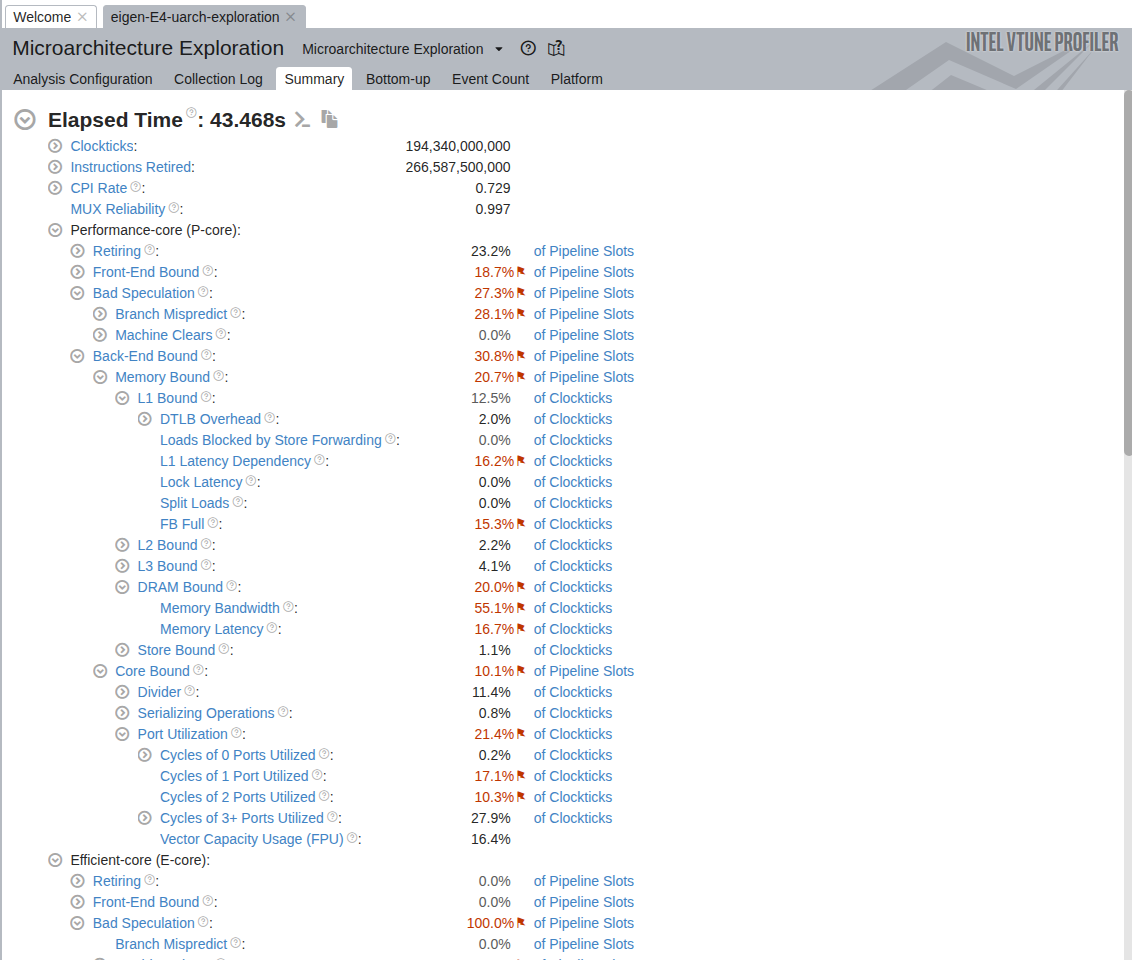 Welcome
eigen-E4-uarch-exploration
Microarchitecture Exploration Microarchitecture Exploration
INTEL VTUNE PROFILER
Analysis Configuration Collection Log Summary Bottom-up Event Count Platform
Elapsed Time: 43.468s
Clockticks: 194,340,000,000
Instructions Retired: 266,587,500,000
CPI Rate: 0.729
MUX Reliability: 0.997
Performance-core (P-core):
Retiring: 23.2% of Pipeline Slots
Front-End Bound: 18.7% of Pipeline Slots
Bad Speculation: 27.3% of Pipeline Slots
Branch Mispredict: 28.1% of Pipeline Slots
Machine Clears: 0.0% of Pipeline Slots
Back-End Bound: 30.8% of Pipeline Slots
Memory Bound: 20.7% of Pipeline Slots
L1 Bound: 12.5% of Clockticks
DTLB Overhead: 2.0% of Clockticks
Loads Blocked by Store Forwarding: 0.0% of Clockticks
L1 Latency Dependency: 16.2% of Clockticks
Lock Latency: 0.0% of Clockticks
Split Loads: 0.0% of Clockticks
FB Full: 15.3% of Clockticks
L2 Bound: 2.2% of Clockticks
L3 Bound: 4.1% of Clockticks
DRAM Bound: 20.0% of Clockticks
Memory Bandwidth: 55.1% of Clockticks
Memory Latency: 16.7% of Clockticks
Store Bound: 1.1% of Clockticks
Core Bound: 10.1% of Pipeline Slots
Divider: 11.4% of Clockticks
Serializing Operations: 0.8% of Clockticks
Port Utilization: 21.4% of Clockticks
Cycles of 0 Ports Utilized: 0.2% of Clockticks
Cycles of 1 Port Utilized: 17.1% of Clockticks
Cycles of 2 Ports Utilized: 10.3% of Clockticks
Cycles of 3+ Ports Utilized: 27.9% of Clockticks
Vector Capacity Usage (FPU): 16.4%
Efficient-core (E-core):
Retiring: 0.0% of Pipeline Slots
Front-End Bound: 0.0% of Pipeline Slots
Bad Speculation: 100.0% of Pipeline Slots
Branch Mispredict: 0.0% of Pipeline Slots